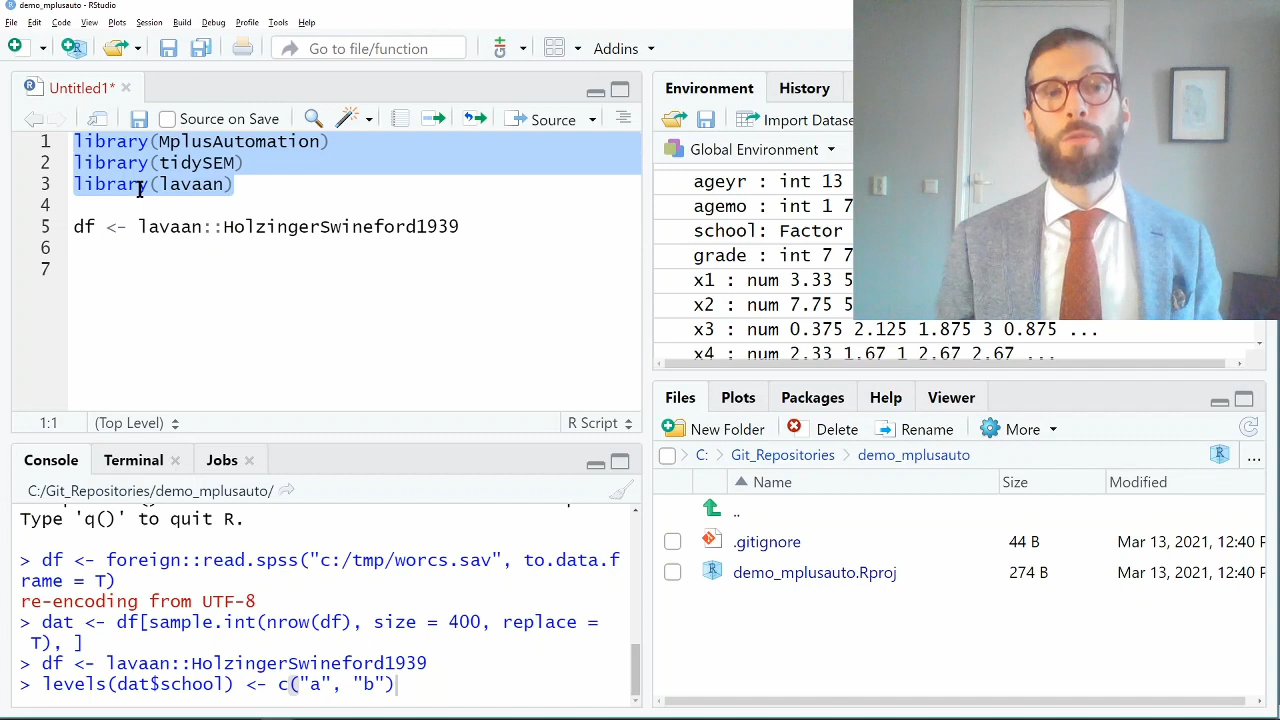 demo_mplusauto - RStudio
File Edit Code View Plots Session Build Debug Profile Tools Help
Go to file/function
Addins
Untitled1*
Source on Save
Source
1 library(MplusAutomation)
2 library(tidySEM)
3 library(lavaan)
4
5 df <- lavaan::HolzingerSwineford1939
6
7
1:1 (Top Level) R Script
Console Terminal Jobs
C:/Git_Repositories/demo_mplusauto/
Type 'q()' to quit R.
> df <- foreign::read.spss("c:/tmp/worcs.sav", to.data.f
rame = T)
re-encoding from UTF-8
> dat <- df[sample.int(nrow(df), size = 400, replace =
T), ]
> df <- lavaan::HolzingerSwineford1939
> levels(dat$school) <- c("a", "b")
Environment History
Import Datase
Global Environment
ageyr : int 13
agemo : int 1 7
school: Factor
grade : int 7 7
x1 : num 3.33 5
x2 : num 7.75 5
x3 : num 0.375 2.125 1.875 3 0.875 ...
x4 : num 2.33 1.67 1 2.67 2.67 ...
Files Plots Packages Help Viewer
New Folder Delete Rename More
C: Git_Repositories demo_mplusauto
...
Name Size Modified
..
.gitignore 44 B Mar 13, 2021, 12:40 P
demo_mplusauto.Rproj 274 B Mar 13, 2021, 12:40 P